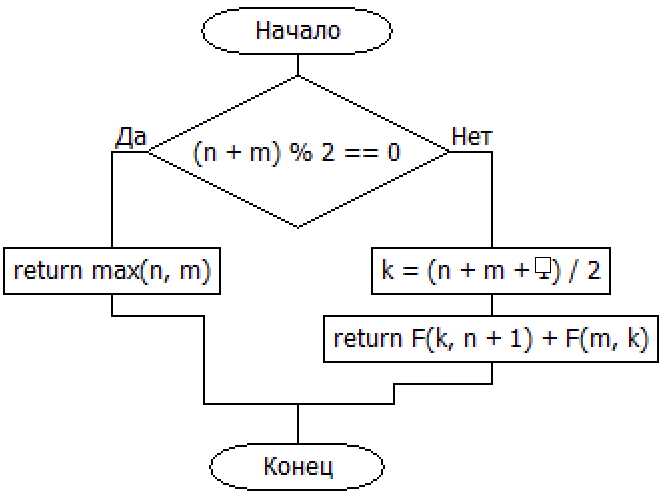 Начало
Да
Нет
(n + m) % 2 == 0
return max(n, m)
k = (n + m + ) / 2
return F(k, n + 1) + F(m, k)
Конец